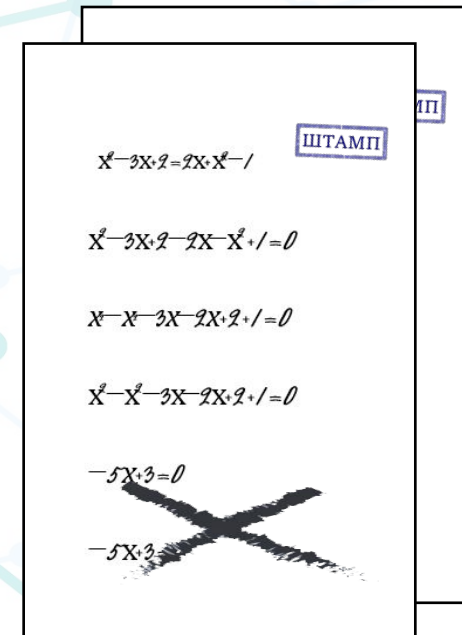 ШТАМП
МП
x²-3x+2=2x+x²-1
x²-3x+2-2x-x²+1=0
x²-x²-3x-2x+2+1=0
x²-x²-3x-2x+2+1=0
-5x+3=0
-5x+3=